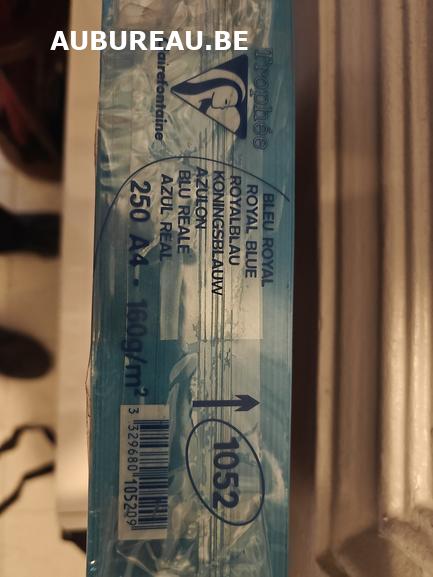 AUBUREAU.BE
Trophée
Clairefontaine
BLEU ROYAL
ROYAL BLUE
ROYALBLAU
KONINGSBLAUW
AZULON
BLU REALE
AZUL REAL
250 A4 - 160g/m²
1052
3 329680 105209